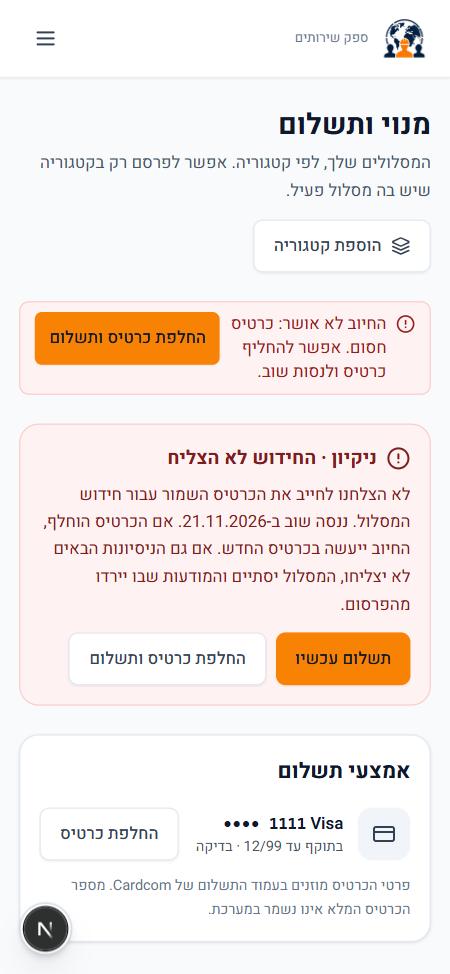 ספק שירותים
מנוי ותשלום
המסלולים שלך, לפי קטגוריה. אפשר לפרסם רק בקטגוריה
שיש בה מסלול פעיל.
הוספת קטגוריה
החיוב לא אושר: כרטיס
חסום. אפשר להחליף
כרטיס ולנסות שוב.
החלפת כרטיס ותשלום
ניקיון · החידוש לא הצליח
לא הצלחנו לחייב את הכרטיס השמור עבור חידוש
המסלול. ננסה שוב ב-21.11.2026. אם הכרטיס הוחלף,
החיוב ייעשה בכרטיס החדש. אם גם הניסיונות הבאים
לא יצליחו, המסלול יסתיים והמודעות שבו יירדו
מהפרסום.
תשלום עכשיו
החלפת כרטיס ותשלום
אמצעי תשלום
Visa 1111 ••••
בתוקף עד 12/99 · בדיקה
החלפת כרטיס
פרטי הכרטיס מוזנים בעמוד התשלום של Cardcom. מספר
הכרטיס המלא אינו נשמר במערכת.
N